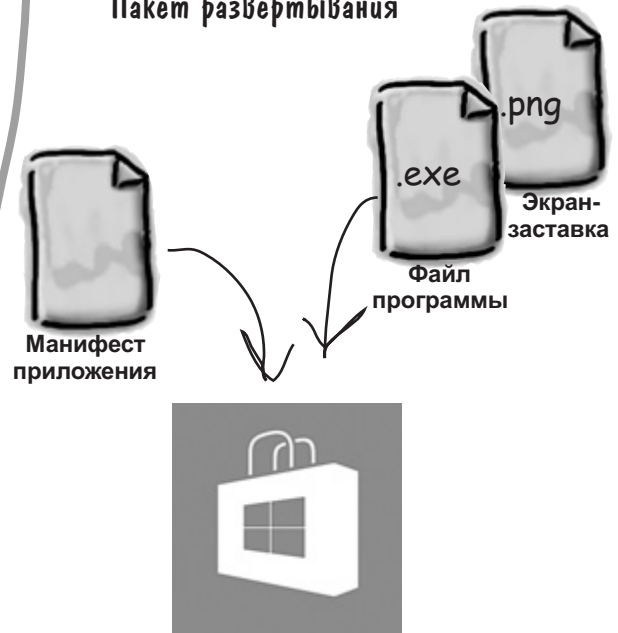 Пакет развертывания
.png
.exe
Экран-
заставка
Файл
программы
Манифест
приложения